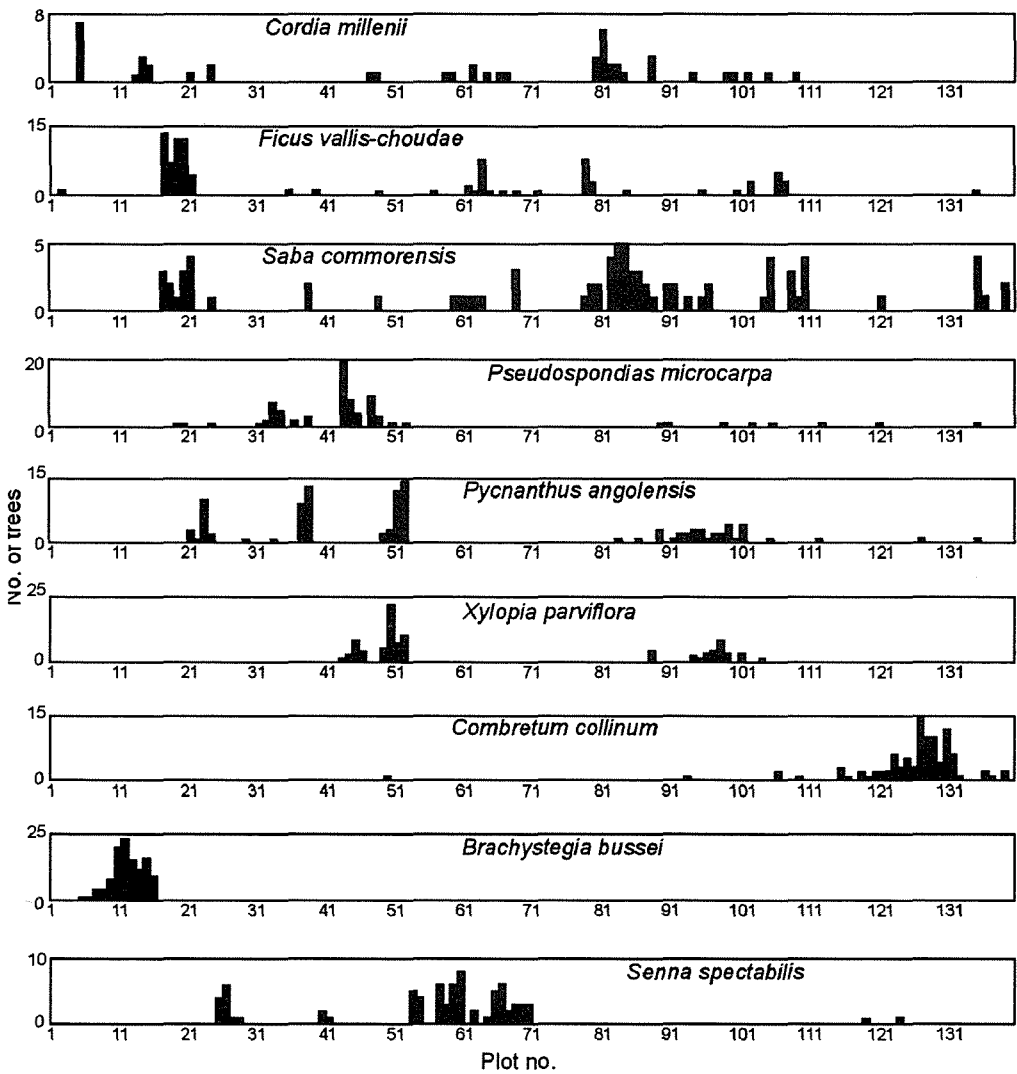 8
Cordia millenii
0
1 11 21 31 41 51 61 71 81 91 101 111 121 131
15
Ficus vallis-choudae
0
1 11 21 31 41 51 61 71 81 91 101 111 121 131
5
Saba commorensis
0
1 11 21 31 41 51 61 71 81 91 101 111 121 131
20
Pseudospondias microcarpa
0
1 11 21 31 41 51 61 71 81 91 101 111 121 131
15
Pycnanthus angolensis
0
1 11 21 31 41 51 61 71 81 91 101 111 121 131
No. of trees
25
Xylopia parviflora
0
1 11 21 31 41 51 61 71 81 91 101 111 121 131
15
Combretum collinum
0
1 11 21 31 41 51 61 71 81 91 101 111 121 131
25
Brachystegia bussei
0
1 11 21 31 41 51 61 71 81 91 101 111 121 131
10
Senna spectabilis
0
1 11 21 31 41 51 61 71 81 91 101 111 121 131
Plot no.